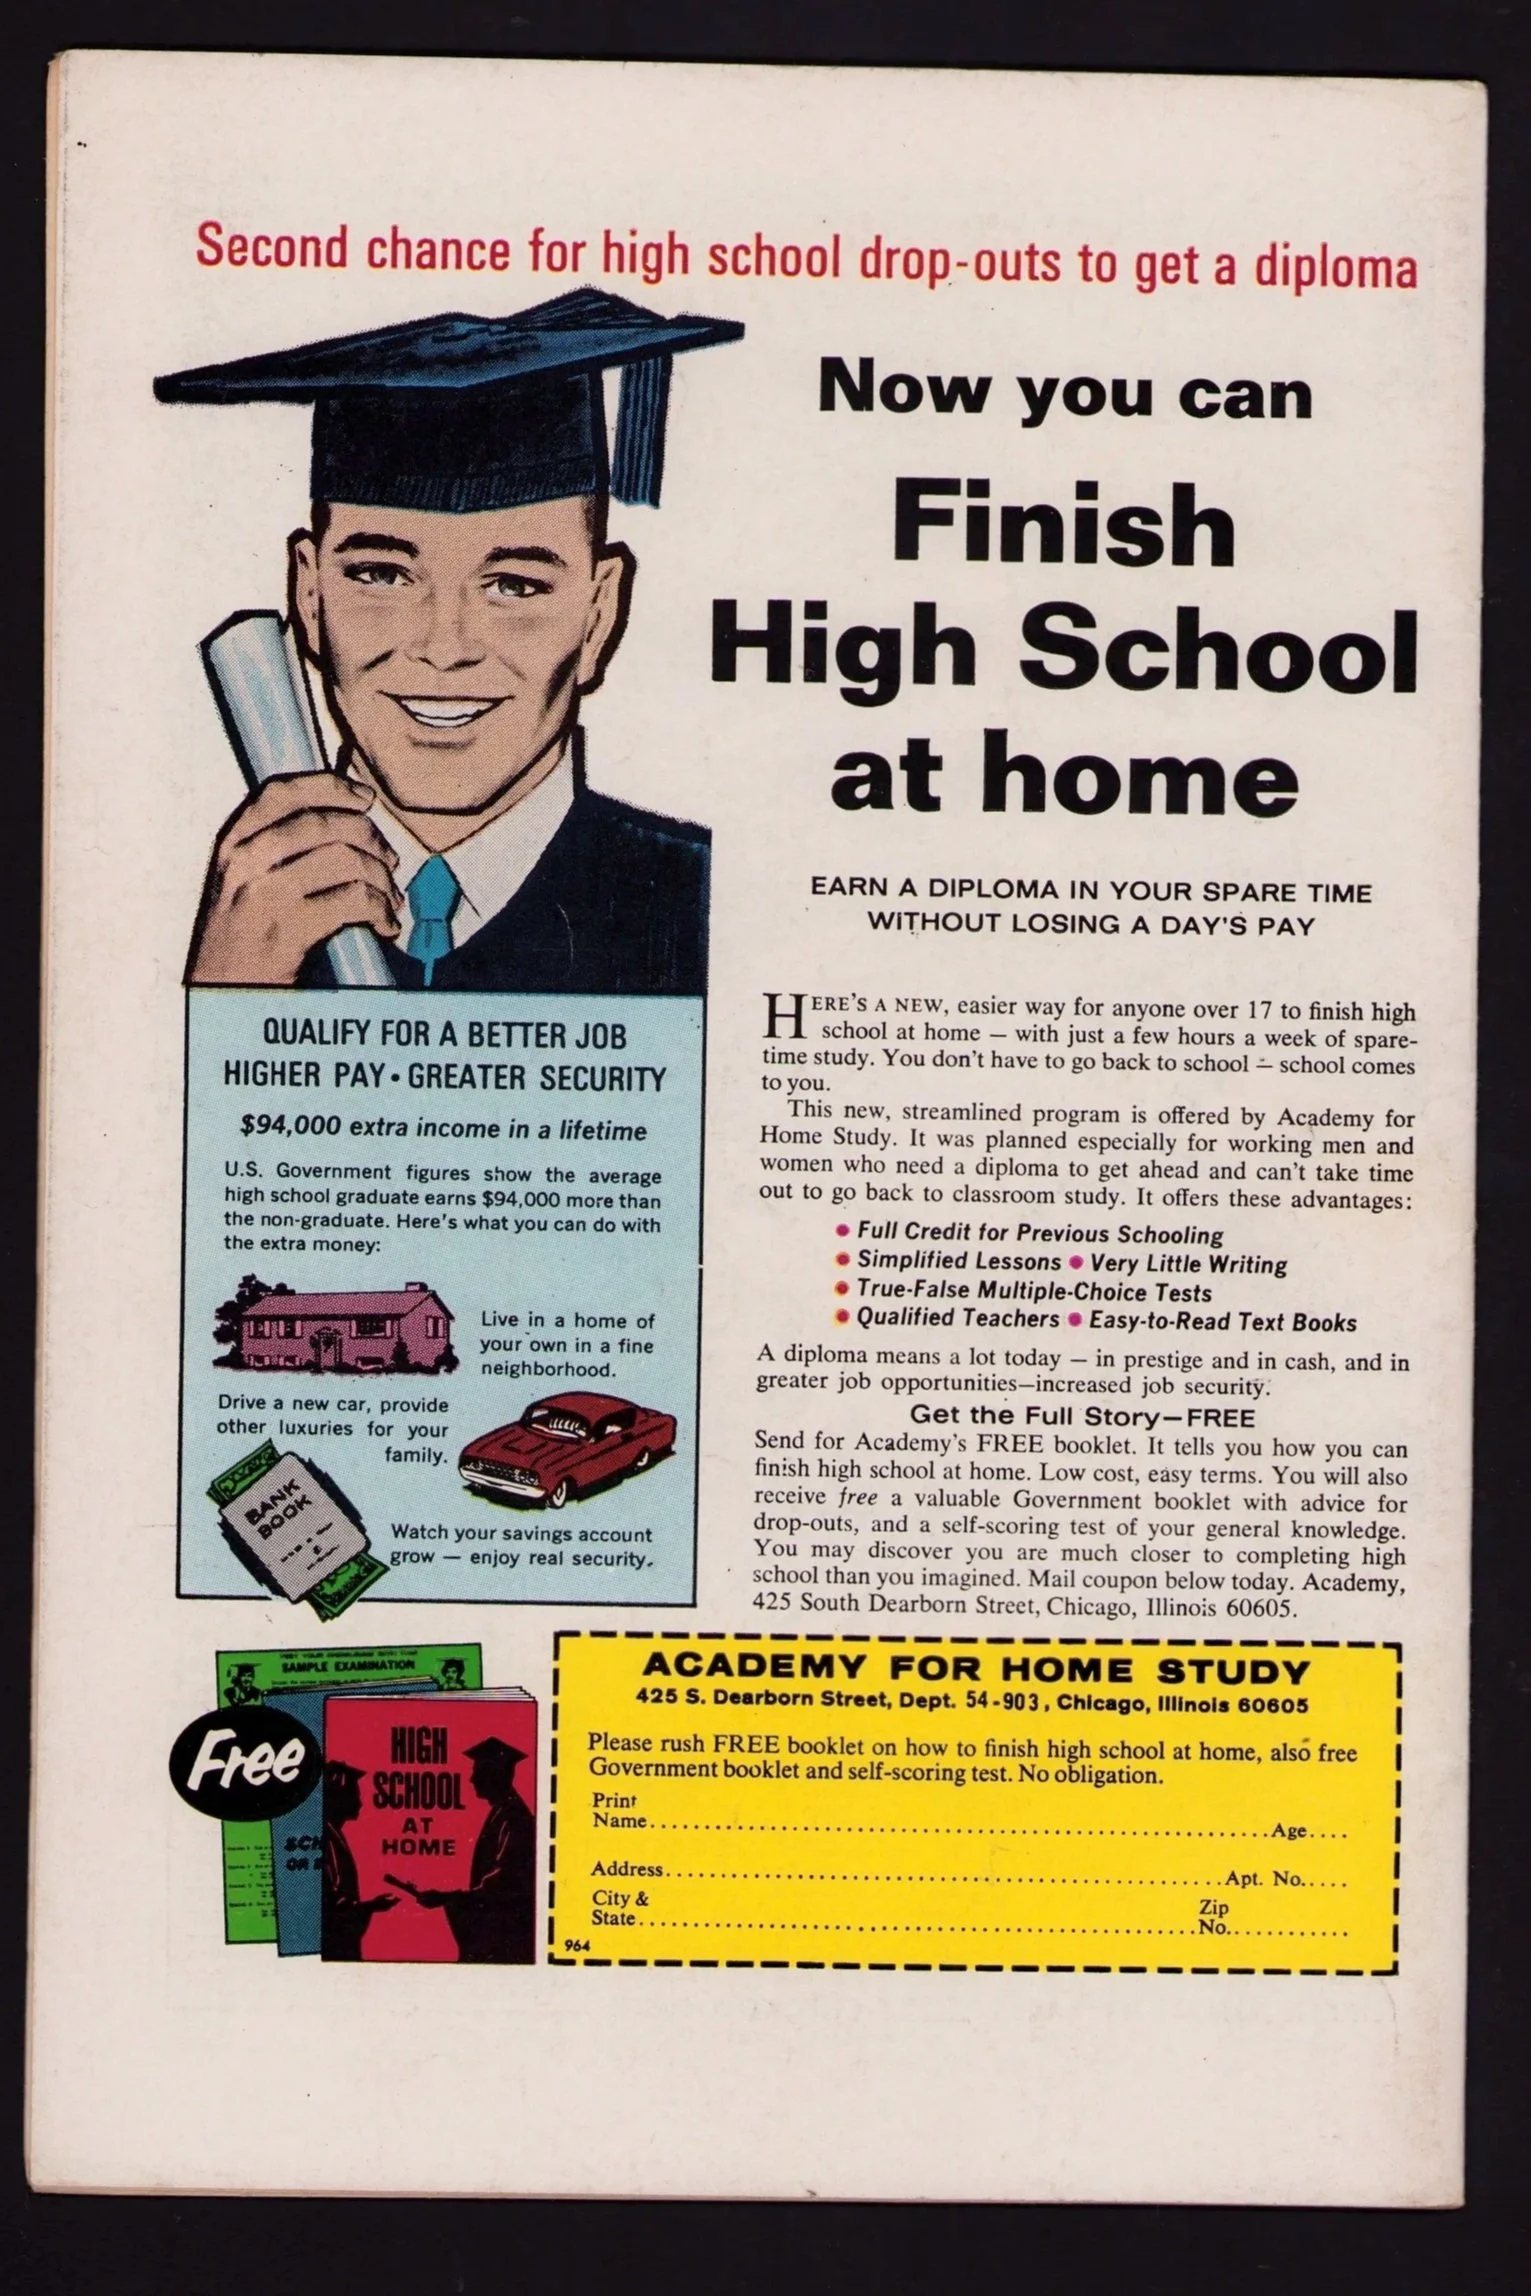 Second chance for high school drop-outs to get a diploma
Now you can
Finish
High School
at home
EARN A DIPLOMA IN YOUR SPARE TIME
WITHOUT LOSING A DAY'S PAY
HERE'S A NEW, easier way for anyone over 17 to finish high
school at home — with just a few hours a week of spare-
time study. You don't have to go back to school — school comes
to you.
This new, streamlined program is offered by Academy for
Home Study. It was planned especially for working men and
women who need a diploma to get ahead and can't take time
out to go back to classroom study. It offers these advantages:
• Full Credit for Previous Schooling
• Simplified Lessons • Very Little Writing
• True-False Multiple-Choice Tests
• Qualified Teachers • Easy-to-Read Text Books
A diploma means a lot today — in prestige and in cash, and in
greater job opportunities—increased job security.
Get the Full Story—FREE
Send for Academy's FREE booklet. It tells you how you can
finish high school at home. Low cost, easy terms. You will also
receive free a valuable Government booklet with advice for
drop-outs, and a self-scoring test of your general knowledge.
You may discover you are much closer to completing high
school than you imagined. Mail coupon below today. Academy,
425 South Dearborn Street, Chicago, Illinois 60605.
QUALIFY FOR A BETTER JOB
HIGHER PAY • GREATER SECURITY
$94,000 extra income in a lifetime
U.S. Government figures show the average
high school graduate earns $94,000 more than
the non-graduate. Here's what you can do with
the extra money:
Live in a home of
your own in a fine
neighborhood.
Drive a new car, provide
other luxuries for your
family.
BANK
BOOK
Watch your savings account
grow — enjoy real security.
SAMPLE EXAMINATION
Free
HIGH
SCHOOL
AT
HOME
SCH
OR
ACADEMY FOR HOME STUDY
425 S. Dearborn Street, Dept. 54-903, Chicago, Illinois 60605
Please rush FREE booklet on how to finish high school at home, also free
Government booklet and self-scoring test. No obligation.
Print
Name.....Age....
Address.....Apt. No.....
City &
State.....Zip No.....
964